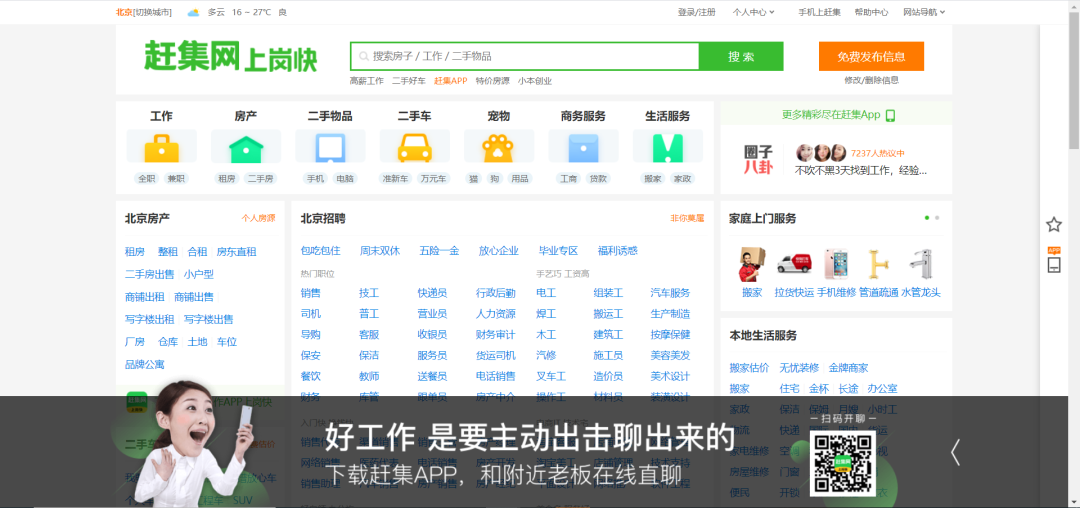 北京[切换城市] 多云 16 ~ 27℃ 良 登录/注册 个人中心 手机上赶集 帮助中心 网站导航
赶集网 上岗快
搜索房子 / 工作 / 二手物品 搜 索
免费发布信息
高薪工作 二手好车 赶集APP 特价房源 小本创业
修改/删除信息
工作 房产 二手物品 二手车 宠物 商务服务 生活服务
全职 兼职 租房 二手房 手机 电脑 准新车 万元车 猫 狗 用品 工商 贷款 搬家 家政
更多精彩尽在赶集App
圈子
八卦
7237人热议中
不吹不黑3天找到工作，经验...
北京房产 个人房源
租房 整租 合租 房东直租
二手房出售 小户型
商铺出租 商铺出售
写字楼出租 写字楼出售
厂房 仓库 土地 车位
品牌公寓
北京招聘 非你莫属
包吃包住 周末双休 五险一金 放心企业 毕业专区 福利诱惑
热门职位 手艺巧 工资高
销售 技工 快递员 行政后勤 电工 组装工 汽车服务
司机 普工 营业员 人力资源 焊工 搬运工 生产制造
导购 客服 收银员 财务审计 木工 建筑工 按摩保健
保安 保洁 服务员 货运司机 汽修 施工员 美容美发
餐饮 教师 送餐员 电话销售 叉车工 造价员 美术设计
财务 库管 跟单员 房产中介 操作工 材料员 装潢设计
家庭上门服务
搬家 拉货快运 手机维修 管道疏通 水管龙头
本地生活服务
搬家估价 无忧装修 金牌商家
搬家 住宅 金杯 长途 办公室
家政 保洁 保姆 月嫂 小时工
APP
好工作 是要主动出击聊出来的
下载赶集APP，和附近老板在线直聊
扫码开聊
家电维修
房屋维修 门窗
便民 开锁
SUV